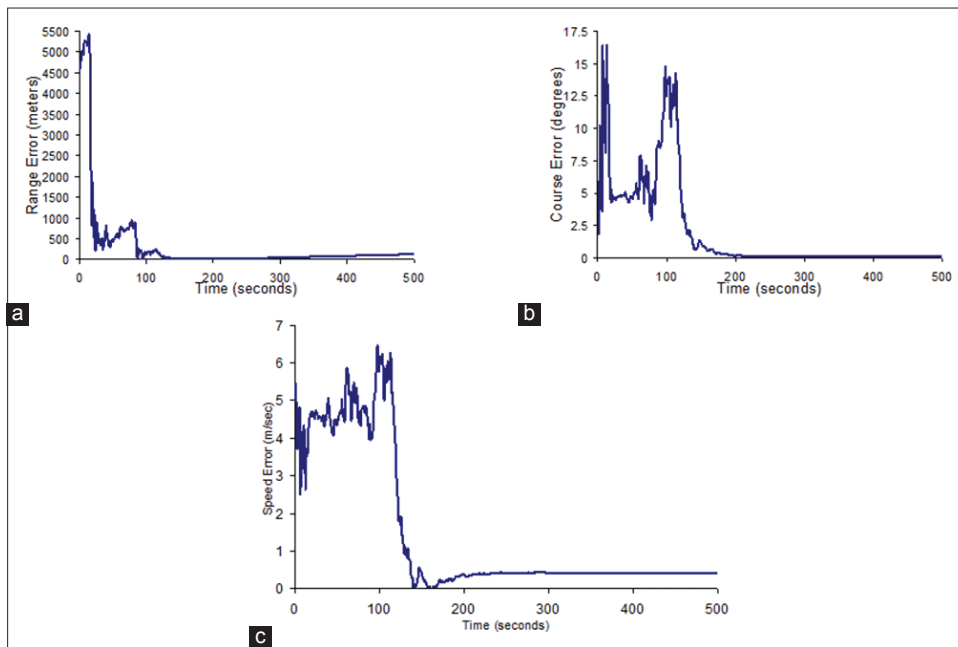 5500
5000
4500
4000
3500
3000
2500
2000
1500
1000
500
0
Range Error (meters)
0 100 200 300 400 500
Time (seconds)
a
17.5
15
12.5
10
7.5
5
2.5
0
Course Error (degrees)
0 100 200 300 400 500
Time (seconds)
b
7
6
5
4
3
2
1
0
Speed Error (m/sec)
0 100 200 300 400 500
Time (seconds)
c